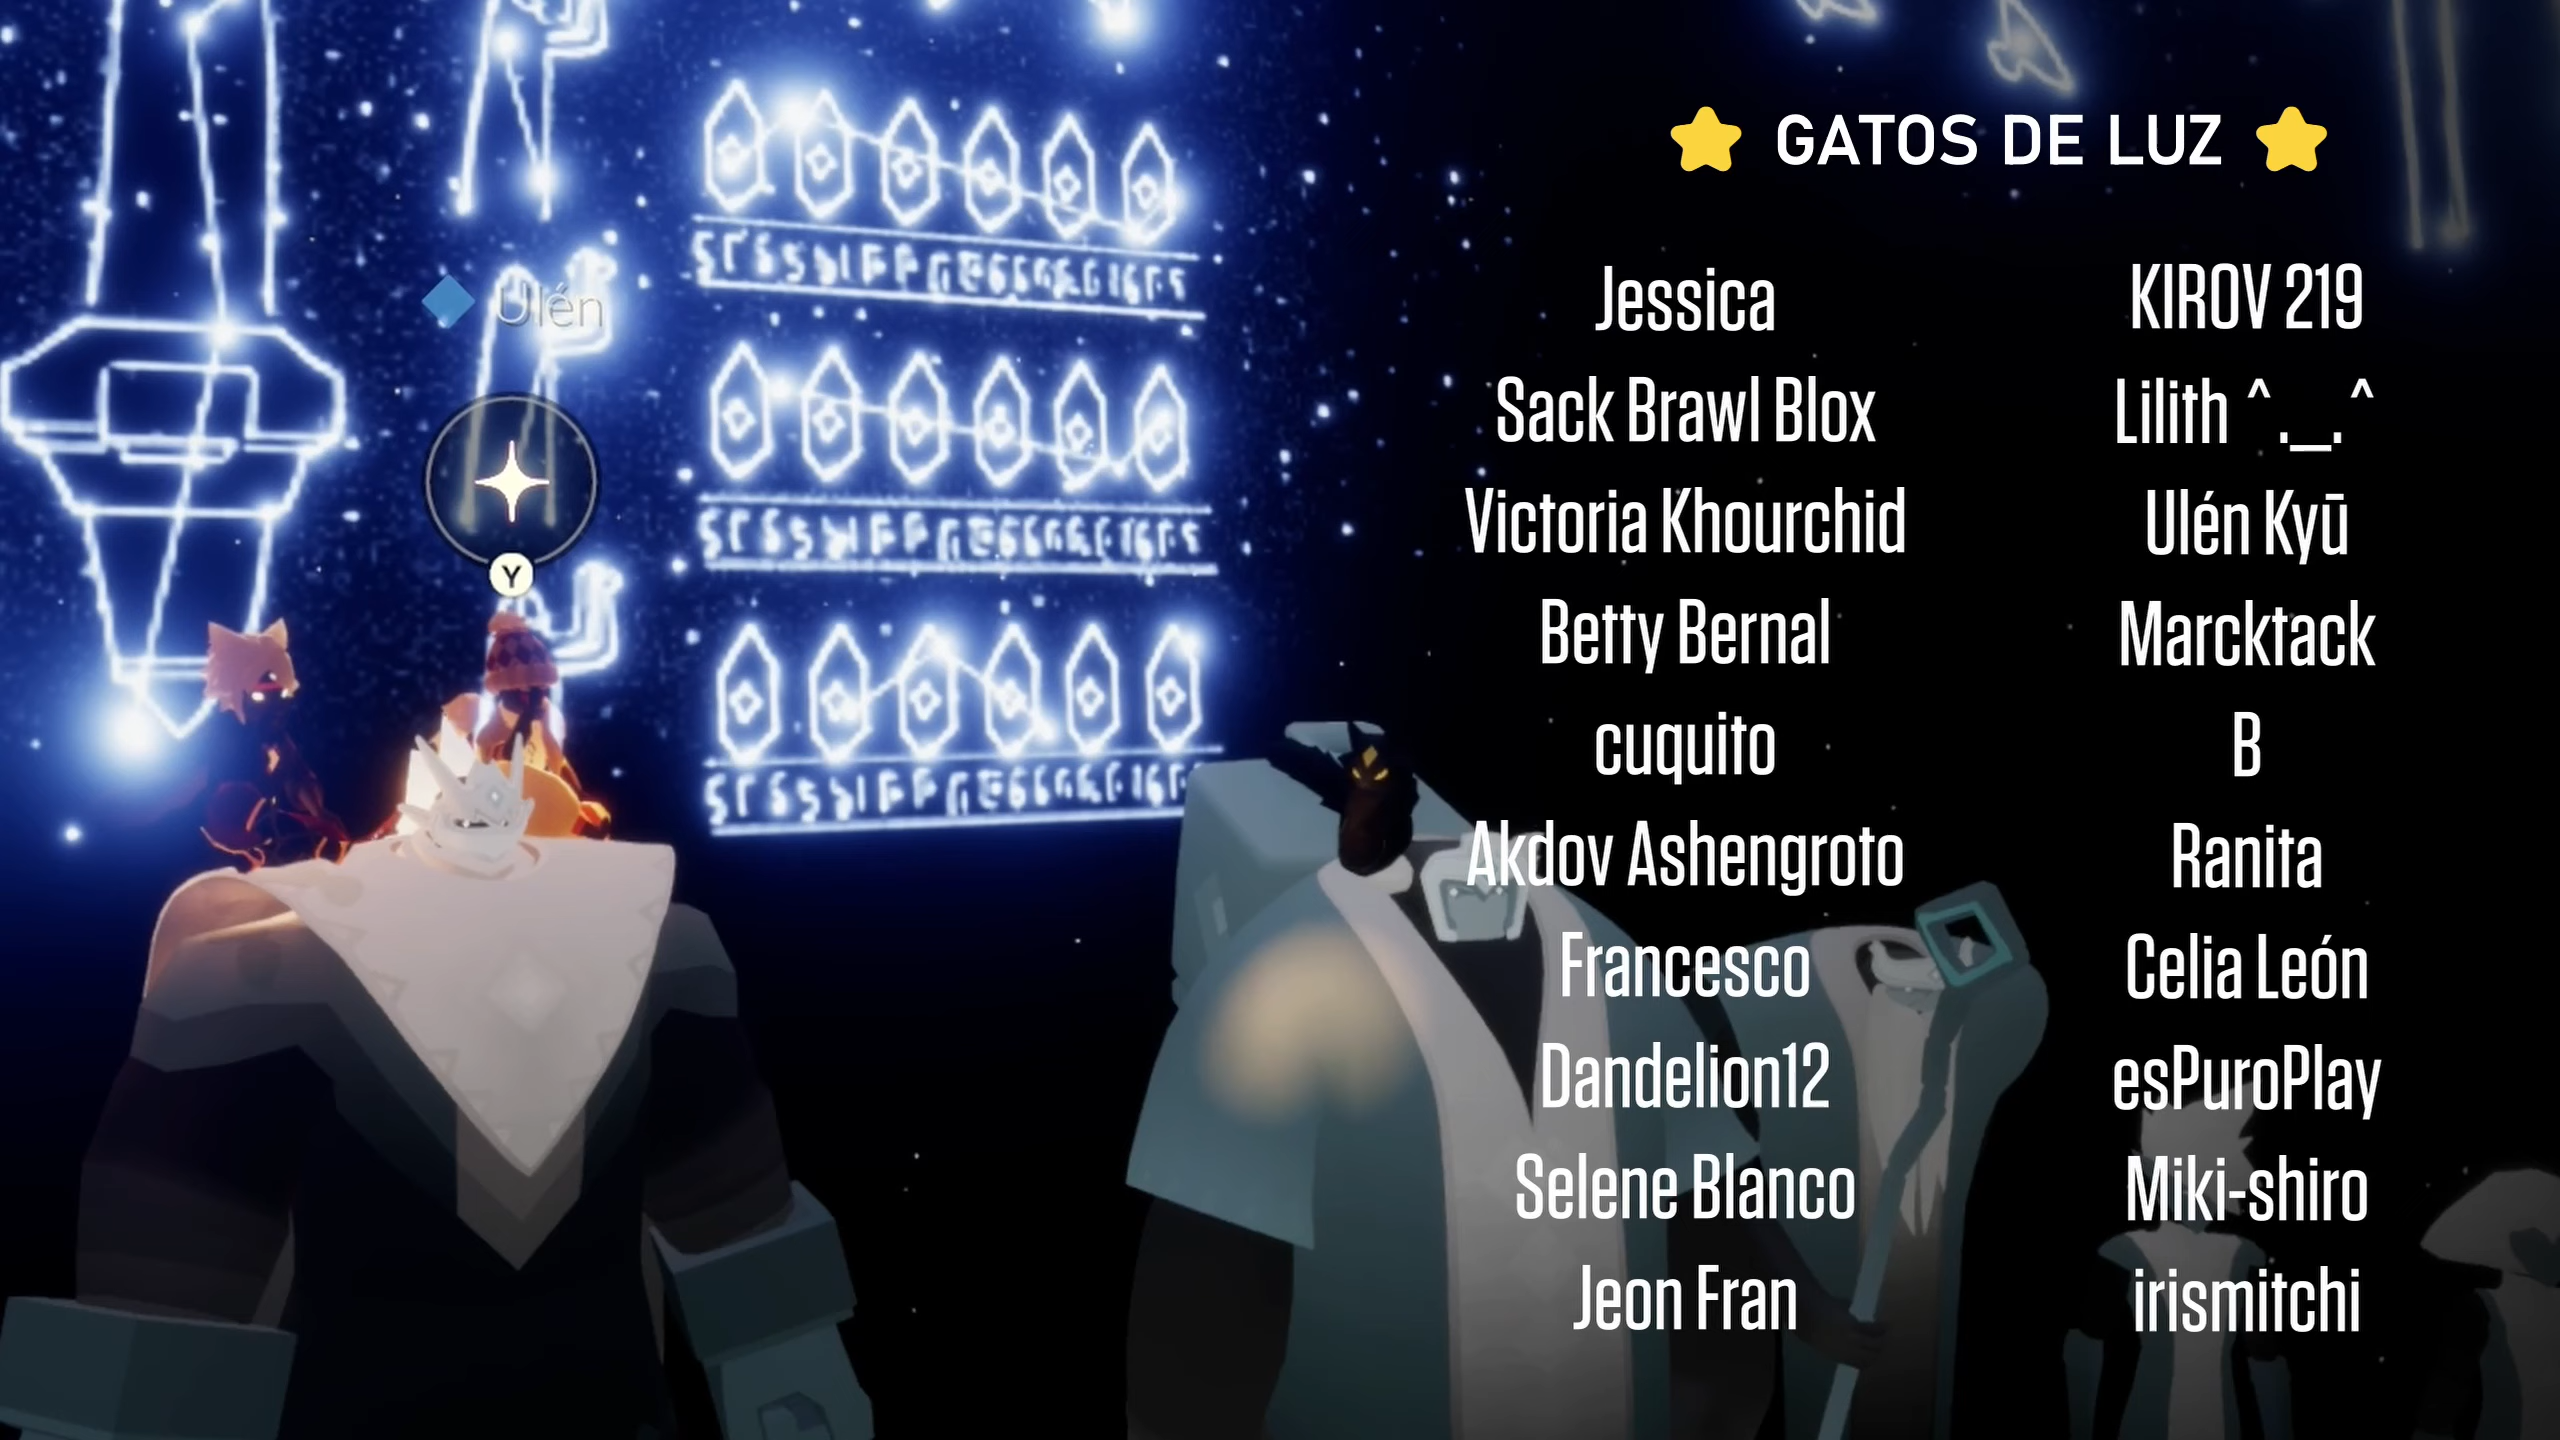 GATOS DE LUZ
Jessica
Sack Brawl Blox
Victoria Khourchid
Betty Bernal
cuquito
Akdov Ashengroto
Francesco
Dandelion12
Selene Blanco
Jeon Fran
KIROV 219
Lilith ^._.^
Ulén Kyū
Marcktack
B
Ranita
Celia León
esPuroPlay
Miki-shiro
irismitchi
Ulén
Y